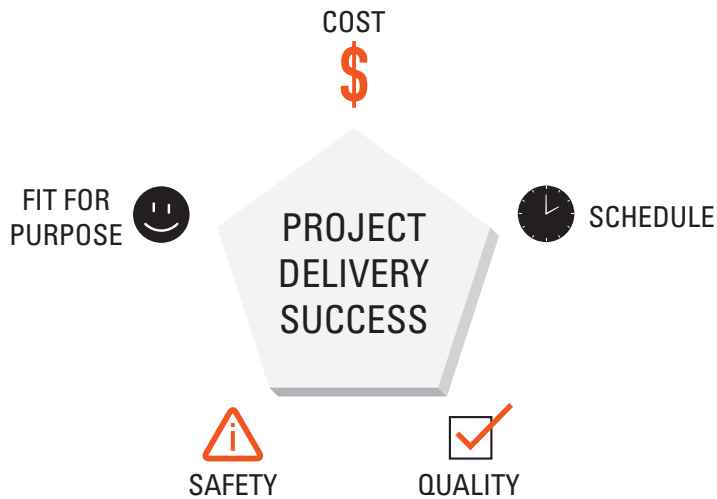 COST
$
FIT FOR
PURPOSE
SCHEDULE
PROJECT
DELIVERY
SUCCESS
i
SAFETY
QUALITY